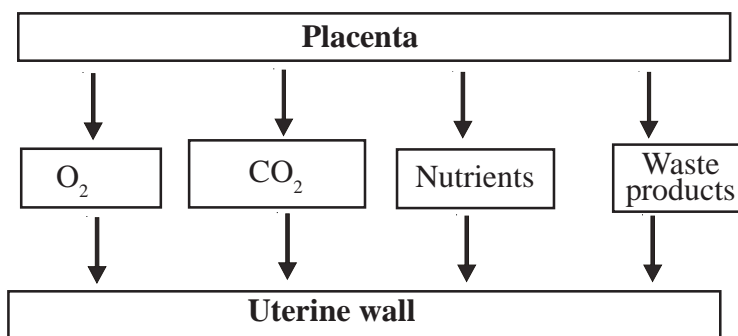 Placenta
O₂
CO₂
Nutrients
Waste
products
Uterine wall